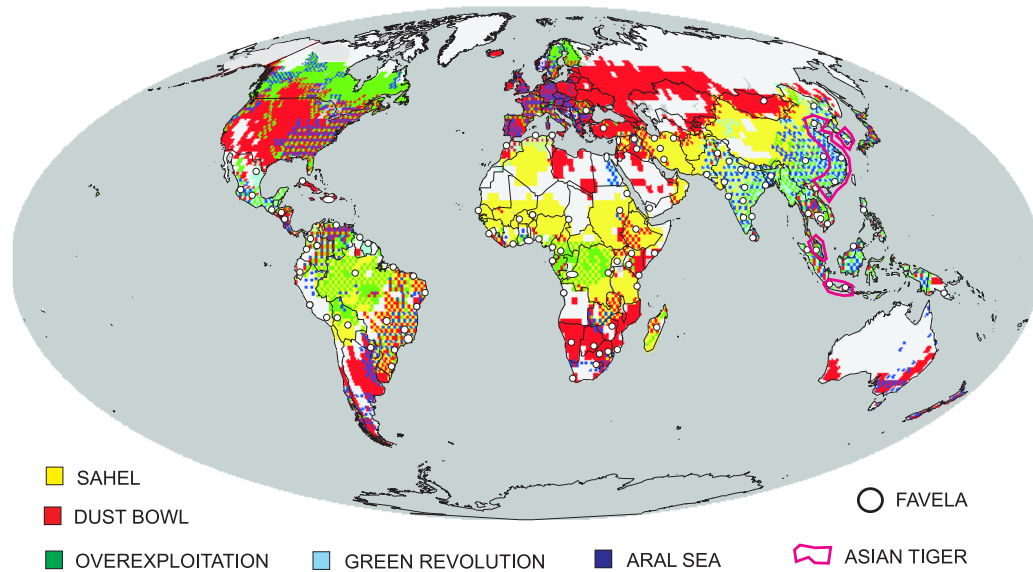 SAHEL
DUST BOWL
OVEREXPLOITATION
GREEN REVOLUTION
ARAL SEA
FAVELA
ASIAN TIGER